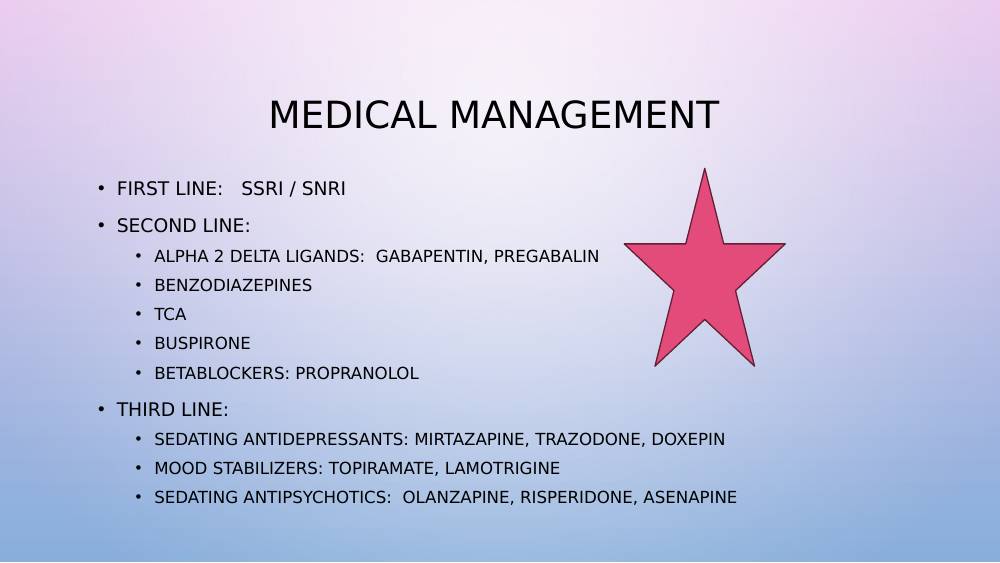 MEDICAL MANAGEMENT
• FIRST LINE: SSRI / SNRI
• SECOND LINE:
• ALPHA 2 DELTA LIGANDS: GABAPENTIN, PREGABALIN
• BENZODIAZEPINES
• TCA
• BUSPIRONE
• BETABLOCKERS: PROPRANOLOL
• THIRD LINE:
• SEDATING ANTIDEPRESSANTS: MIRTAZAPINE, TRAZODONE, DOXEPIN
• MOOD STABILIZERS: TOPIRAMATE, LAMOTRIGINE
• SEDATING ANTIPSYCHOTICS: OLANZAPINE, RISPERIDONE, ASENAPINE